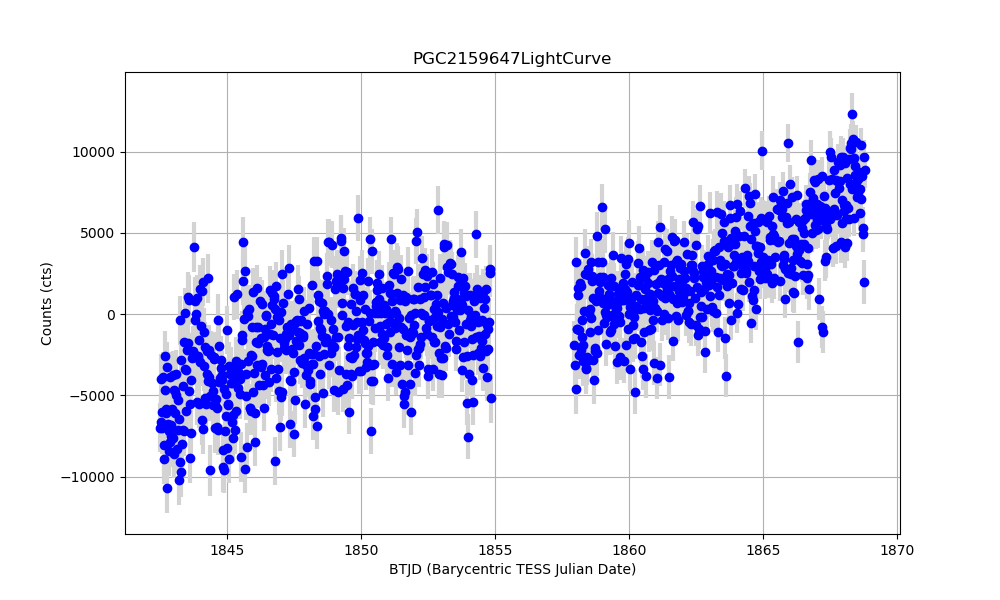 PGC2159647LightCurve
10000
5000
0
−5000
−10000
Counts (cts)
1845 1850 1855 1860 1865 1870
BTJD (Barycentric TESS Julian Date)